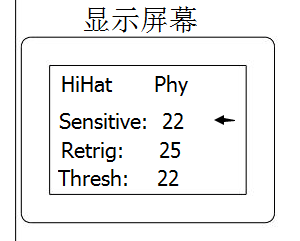 显示屏幕
HiHat Phy
Sensitive: 22
Retrig: 25
Thresh: 22